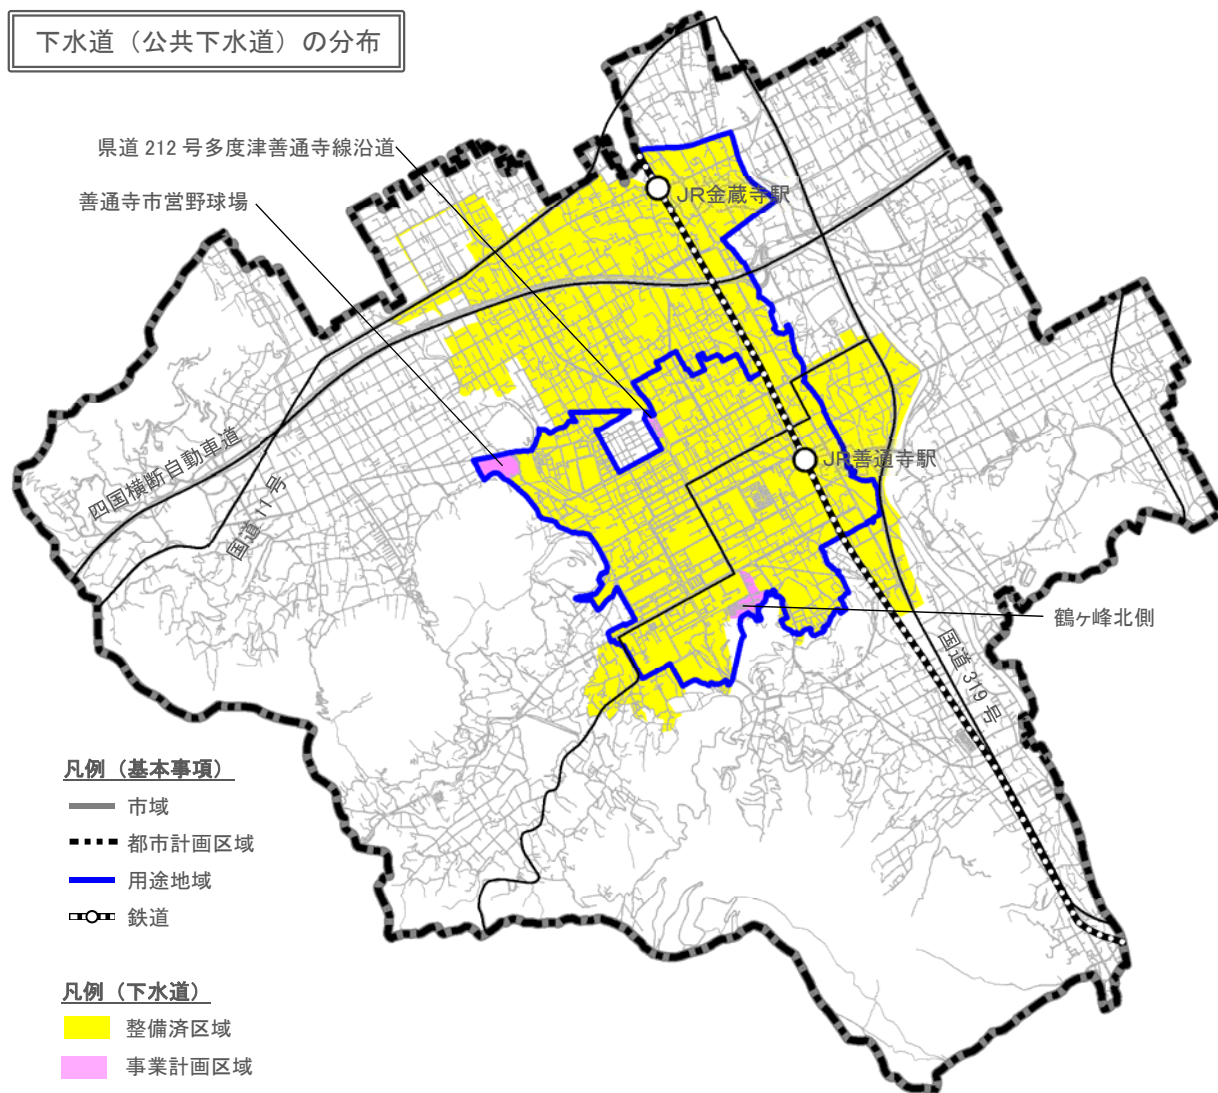 下水道（公共下水道）の分布
県道 212 号多度津善通寺線沿道
善通寺市営野球場
JR金蔵寺駅
四国横断自動車道
国道 11 号
JR善通寺駅
鶴ヶ峰北側
国道 319 号
凡例（基本事項）
市域
都市計画区域
用途地域
鉄道
凡例（下水道）
整備済区域
事業計画区域